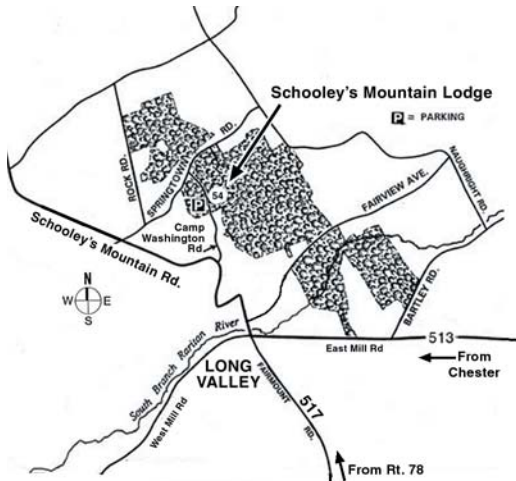 Schooley's Mountain Lodge
P = PARKING
ROCK RD.
SPRINGTOWN RD.
54
P
NAUGHRIGHT RD.
FAIRVIEW AVE.
Camp
Washington
Rd.
Schooley's Mountain Rd.
BARTLEY RD.
N
W E
S
South Branch Raritan River
513
East Mill Rd
From
Chester
LONG
VALLEY
West Mill Rd
FAIRMOUNT RD.
517
From Rt. 78